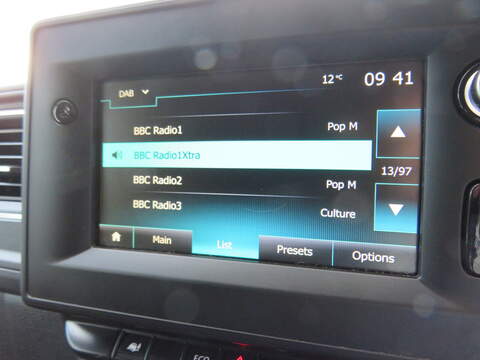 DAB
12°C
09 41
BBC Radio1
Pop M
BBC Radio1Xtra
13/97
BBC Radio2
Pop M
BBC Radio3
Culture
Main
List
Presets
Options
ECO